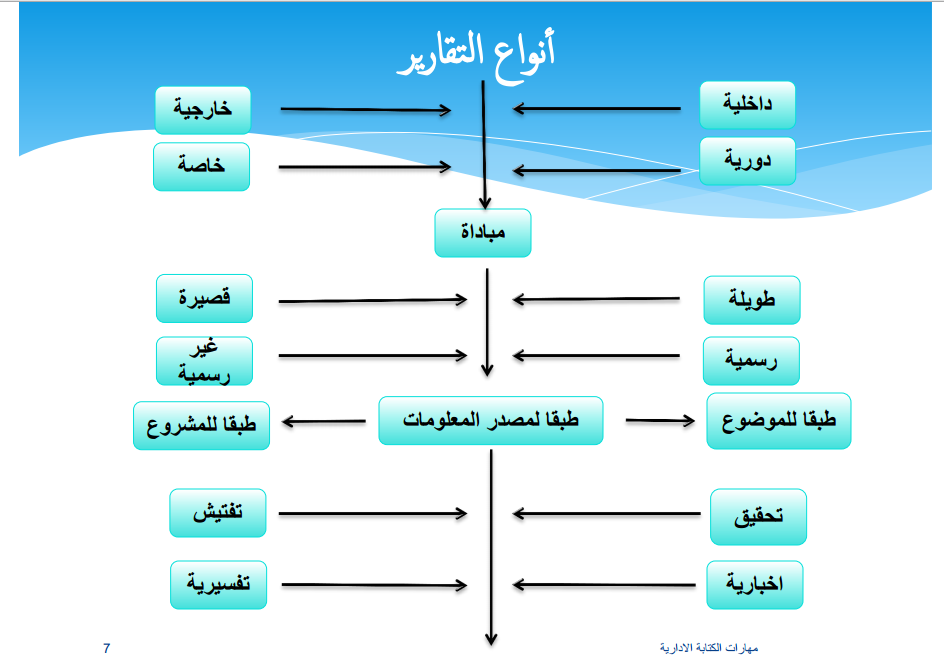 أنواع التقارير
داخلية
خارجية
دورية
خاصة
مباداة
طويلة
قصيرة
رسمية
غير
رسمية
طبقا للموضوع
طبقا لمصدر المعلومات
طبقا للمشروع
تحقيق
تفتيش
اخبارية
تفسيرية
مهارات الكتابة الادارية
7